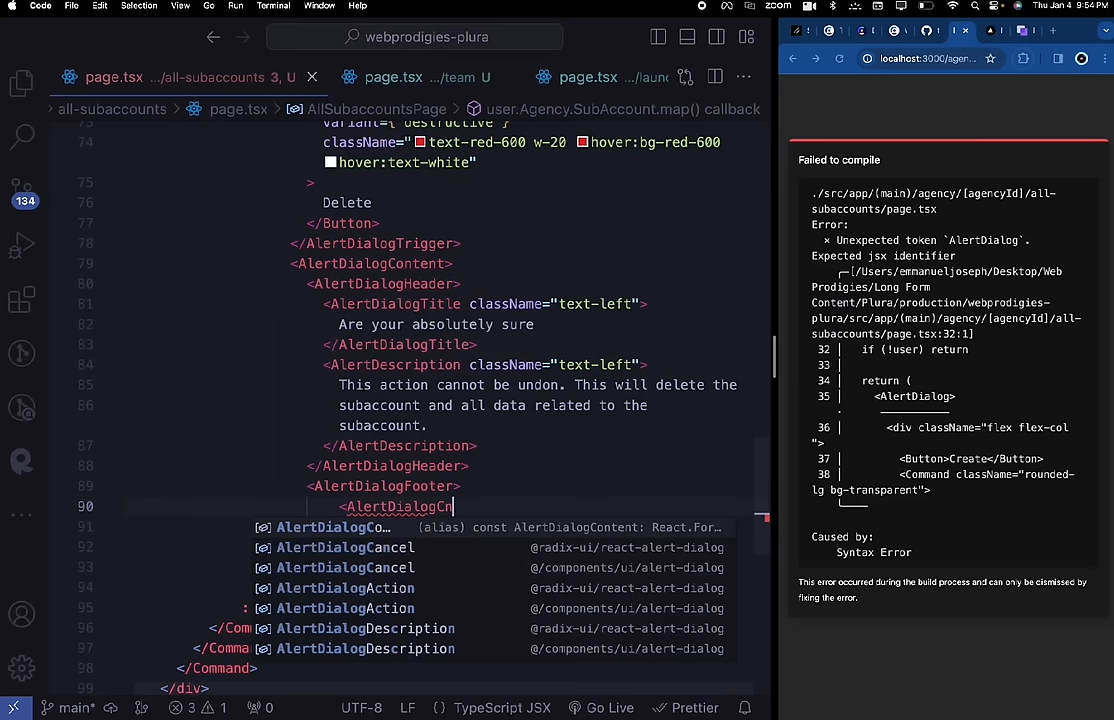 Code File Edit Selection View Go Run Terminal Window Help
zoom Thu Jan 4 9:54 PM
webprodigies-plura
page.tsx .../all-subaccounts 3, U
page.tsx .../team U
page.tsx .../laun
localhost:3000/agen...
all-subaccounts > page.tsx > AllSubaccountsPage > user.Agency.SubAccount.map() callback
73 variant={"destructive"}
74 className="text-red-600 w-20 hover:bg-red-600
hover:text-white"
75 >
76 Delete
77 </Button>
78 </AlertDialogTrigger>
79 <AlertDialogContent>
80 <AlertDialogHeader>
81 <AlertDialogTitle className="text-left">
82 Are your absolutely sure
83 </AlertDialogTitle>
84 <AlertDescription className="text-left">
85 This action cannot be undon. This will delete the
86 subaccount and all data related to the
subaccount.
87 </AlertDescription>
88 </AlertDialogHeader>
89 <AlertDialogFooter>
90 <AlertDialogCn
91 AlertDialogCo... (alias) const AlertDialogContent: React.For...
92 AlertDialogCancel @radix-ui/react-alert-dialog
93 AlertDialogCancel @/components/ui/alert-dialog
94 AlertDialogAction @radix-ui/react-alert-dialog
95 : AlertDialogAction @/components/ui/alert-dialog
96 </Com AlertDialogDescription @radix-ui/react-alert-dialog
97 </Comma AlertDialogDescription @/components/ui/alert-dialog
98 </Command>
99 </div>
134
main* 3 1 0 UTF-8 LF {} TypeScript JSX Go Live Prettier
Failed to compile
./src/app/(main)/agency/[agencyId]/all-
subaccounts/page.tsx
Error:
× Unexpected token `AlertDialog`.
Expected jsx identifier
[/Users/emmanueljoseph/Desktop/Web
Prodigies/Long Form
Content/Plura/production/webprodigies-
plura/src/app/(main)/agency/[agencyId]/all-
subaccounts/page.tsx:32:1]
32 │ if (!user) return
33 │
34 │ return (
35 │ <AlertDialog>
36 │ <div className="flex flex-col
">
37 │ <Button>Create</Button>
38 │ <Command className="rounded-
lg bg-transparent">
Caused by:
Syntax Error
This error occurred during the build process and can only be dismissed by
fixing the error.